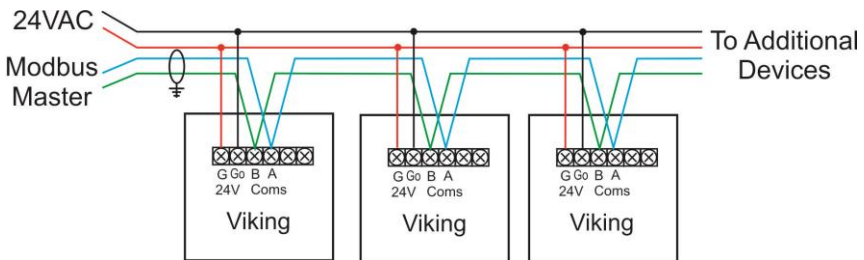 24VAC
Modbus
Master
To Additional
Devices
G Go B A
24V Coms
Viking
G Go B A
24V Coms
Viking
G Go B A
24V Coms
Viking